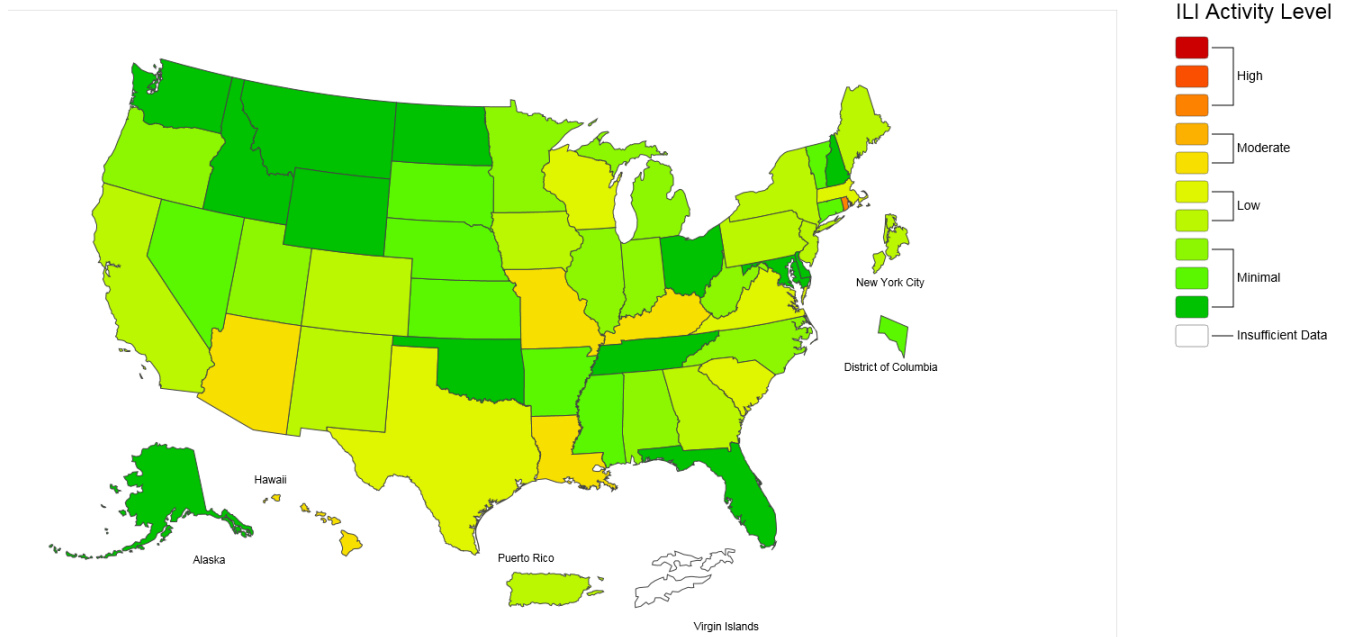 ILI Activity Level
High
Moderate
Low
Minimal
Insufficient Data
New York City
District of Columbia
Hawaii
Alaska
Puerto Rico
Virgin Islands